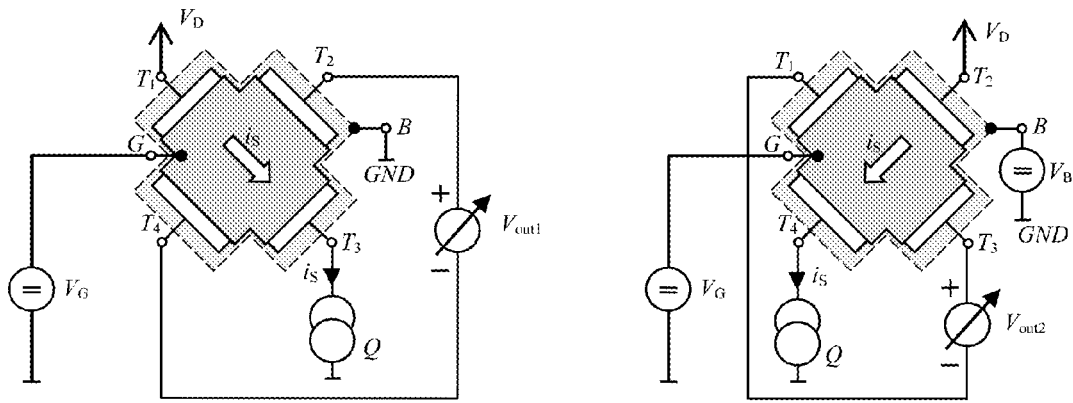 V_D
T_1
T_2
B
G
i_S
GND
T_4
T_3
V_out1
V_G
i_S
Q
V_D
T_1
T_2
B
G
i_S
V_B
GND
T_4
T_3
V_G
i_S
V_out2
Q